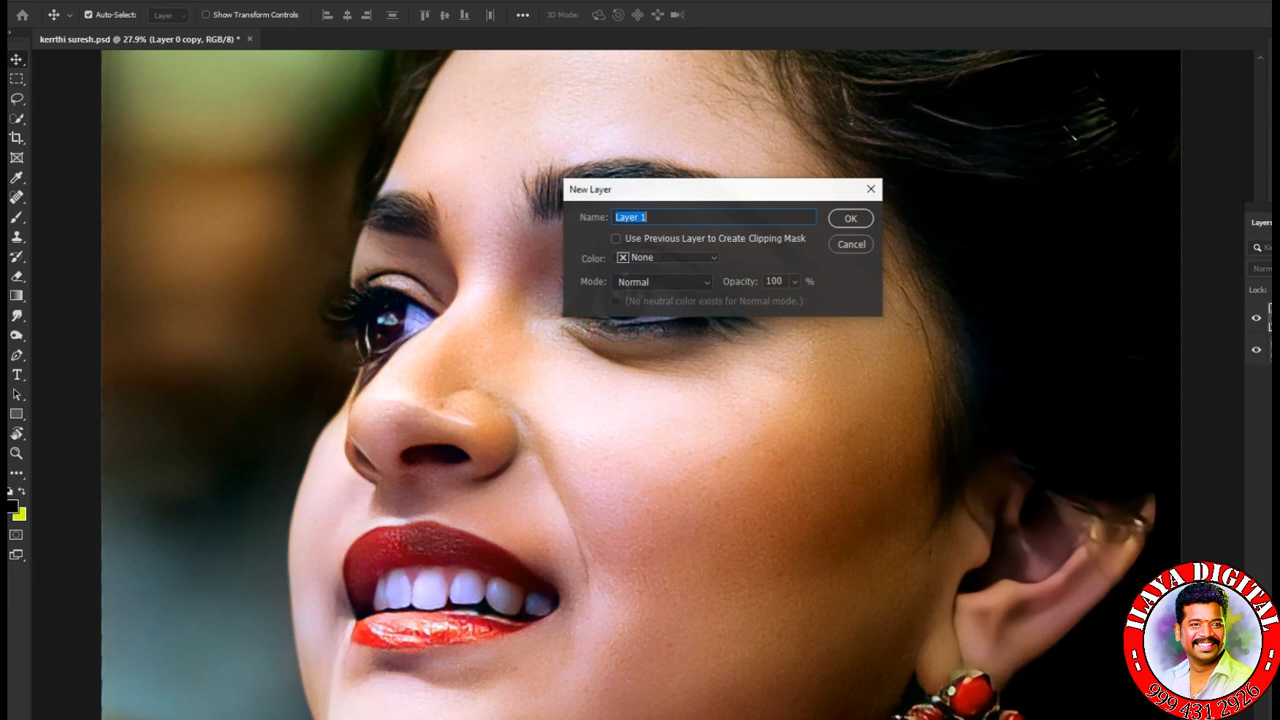 Auto-Select:
Layer
Show Transform Controls
3D Mode:
kerrthi suresh.psd @ 27.9% (Layer 0 copy, RGB/8) *
New Layer
Name: Layer 1
OK
Use Previous Layer to Create Clipping Mask
Cancel
Color: None
Mode: Normal
Opacity: 100 %
(No neutral color exists for Normal mode.)
Layers
Lock:
ILAYA DIGITAL
999 431 2926